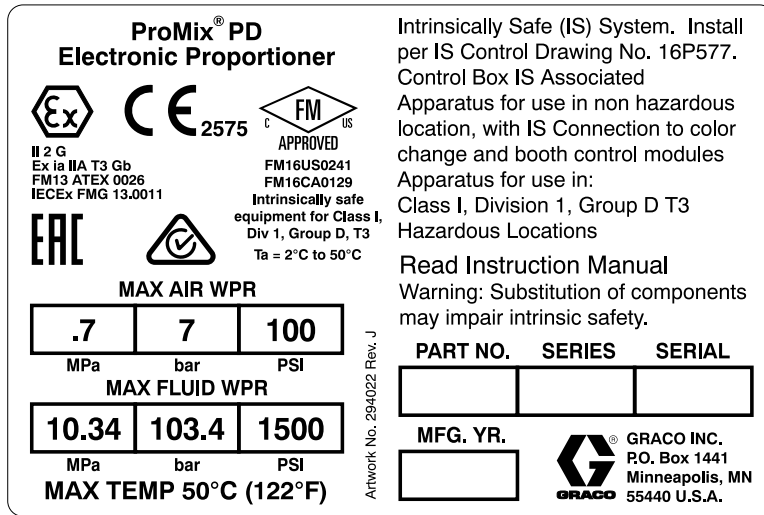 ProMix® PD
Electronic Proportioner
Ex
CE 2575
FM
C US
APPROVED
II 2 G
Ex ia IIA T3 Gb
FM13 ATEX 0026
IECEx FMG 13.0011
FM16US0241
FM16CA0129
Intrinsically safe
equipment for Class I,
Div 1, Group D, T3
Ta = 2°C to 50°C
EAC
MAX AIR WPR
.7 7 100
MPa bar PSI
MAX FLUID WPR
10.34 103.4 1500
MPa bar PSI
MAX TEMP 50°C (122°F)
Artwork No. 294022 Rev. J
Intrinsically Safe (IS) System. Install
per IS Control Drawing No. 16P577.
Control Box IS Associated
Apparatus for use in non hazardous
location, with IS Connection to color
change and booth control modules
Apparatus for use in:
Class I, Division 1, Group D T3
Hazardous Locations
Read Instruction Manual
Warning: Substitution of components
may impair intrinsic safety.
PART NO. SERIES SERIAL
MFG. YR.
GRACO ®
GRACO INC.
P.O. Box 1441
Minneapolis, MN
55440 U.S.A.